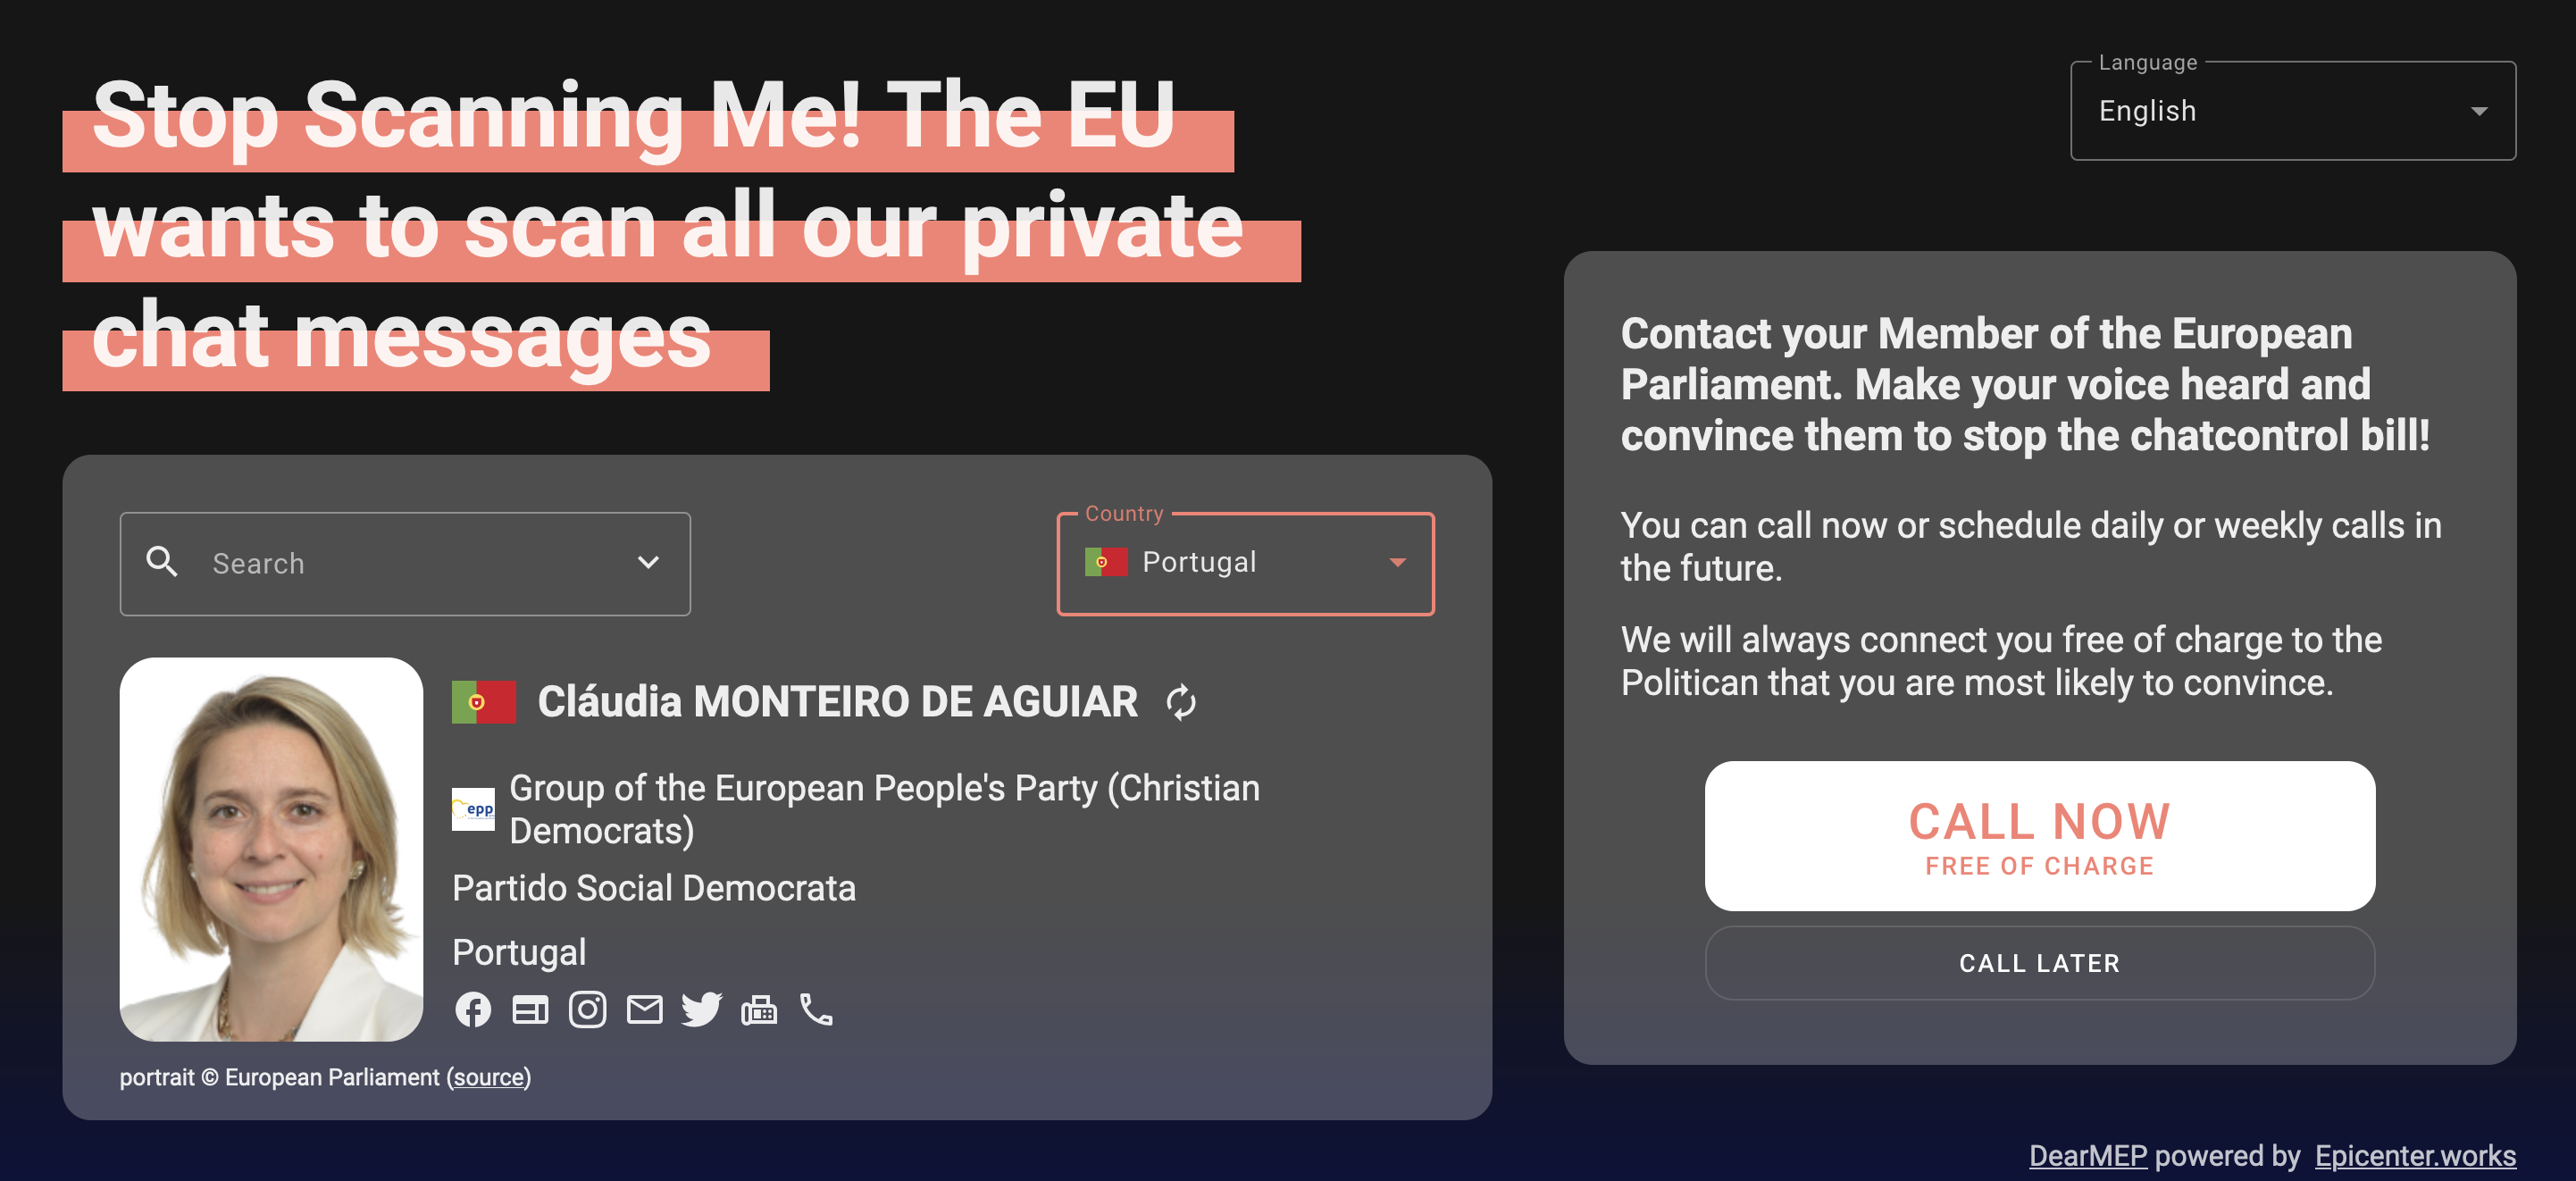 Stop Scanning Me! The EU
wants to scan all our private
chat messages
Language
English
Search
Country
Portugal
Cláudia MONTEIRO DE AGUIAR
epp
Group of the European People's Party (Christian
Democrats)
Partido Social Democrata
Portugal
portrait © European Parliament (source)
Contact your Member of the European
Parliament. Make your voice heard and
convince them to stop the chatcontrol bill!
You can call now or schedule daily or weekly calls in
the future.
We will always connect you free of charge to the
Politican that you are most likely to convince.
CALL NOW
FREE OF CHARGE
CALL LATER
DearMEP powered by Epicenter.works